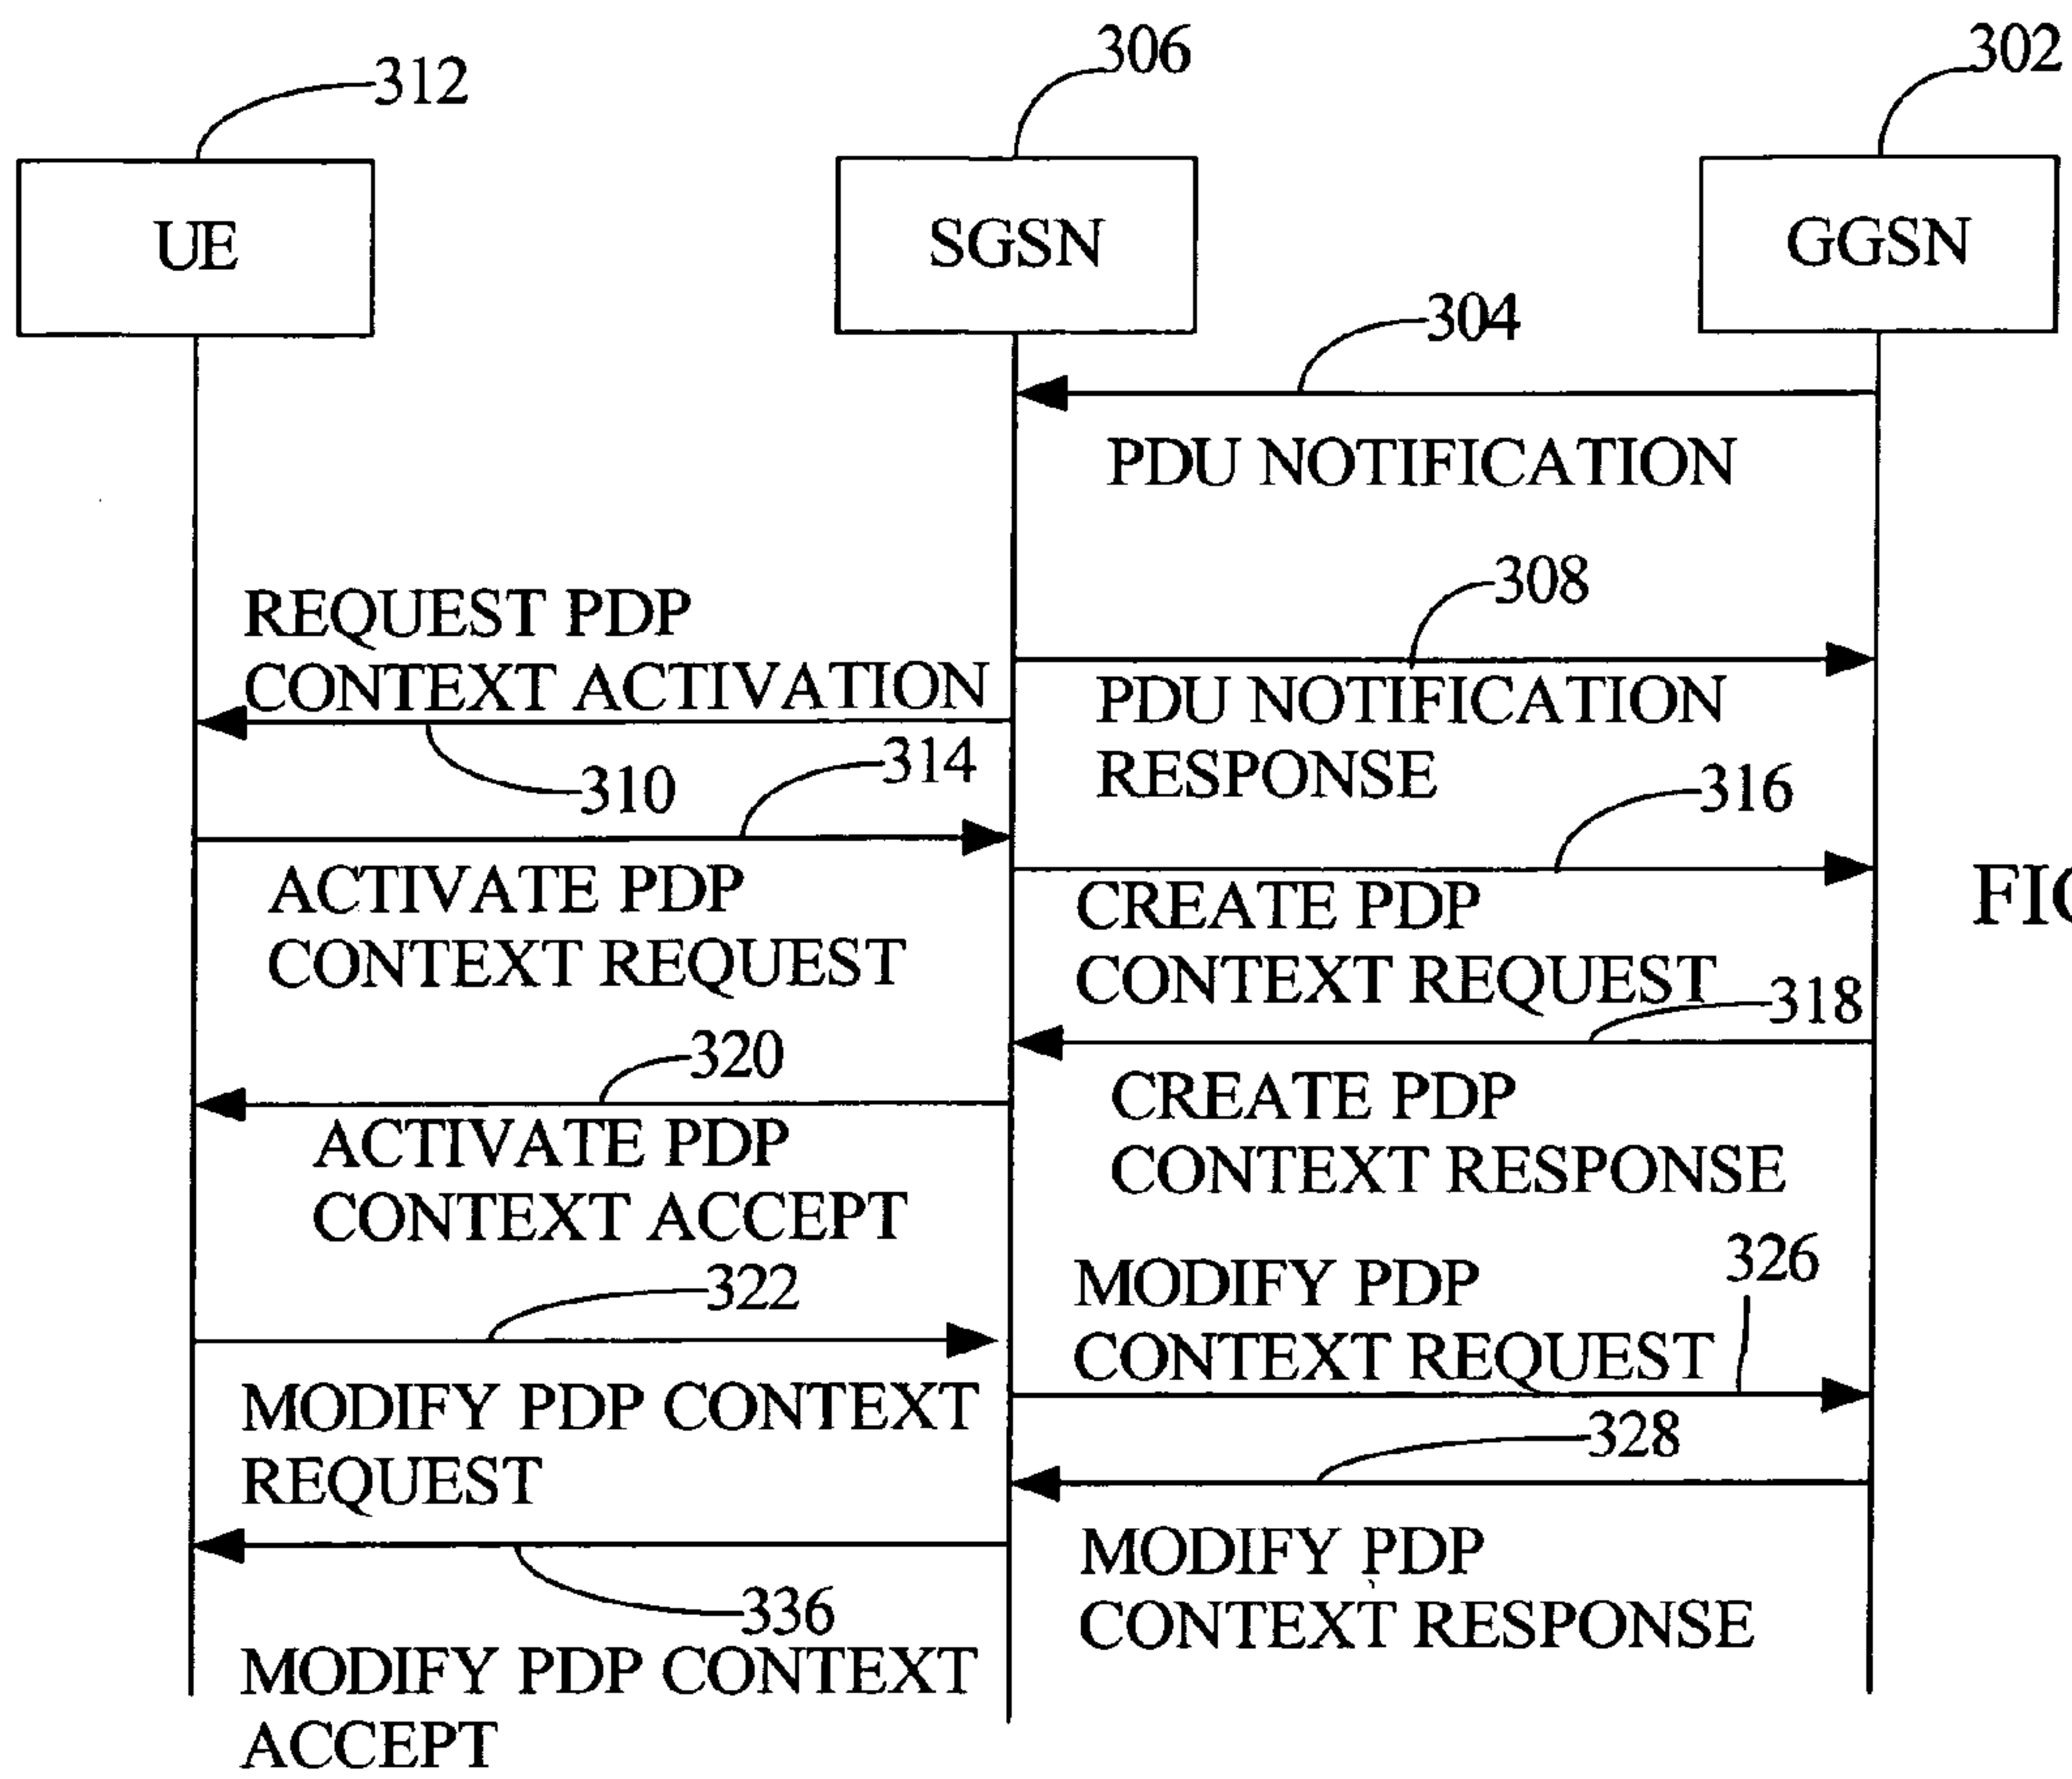 312
306
302
UE
SGSN
GGSN
304
PDU NOTIFICATION
308
REQUEST PDP
CONTEXT ACTIVATION
PDU NOTIFICATION
RESPONSE
310
314
316
ACTIVATE PDP
CONTEXT REQUEST
CREATE PDP
CONTEXT REQUEST
318
320
ACTIVATE PDP
CONTEXT ACCEPT
CREATE PDP
CONTEXT RESPONSE
322
326
MODIFY PDP
CONTEXT REQUEST
MODIFY PDP CONTEXT
REQUEST
328
MODIFY PDP
CONTEXT RESPONSE
336
MODIFY PDP CONTEXT
ACCEPT